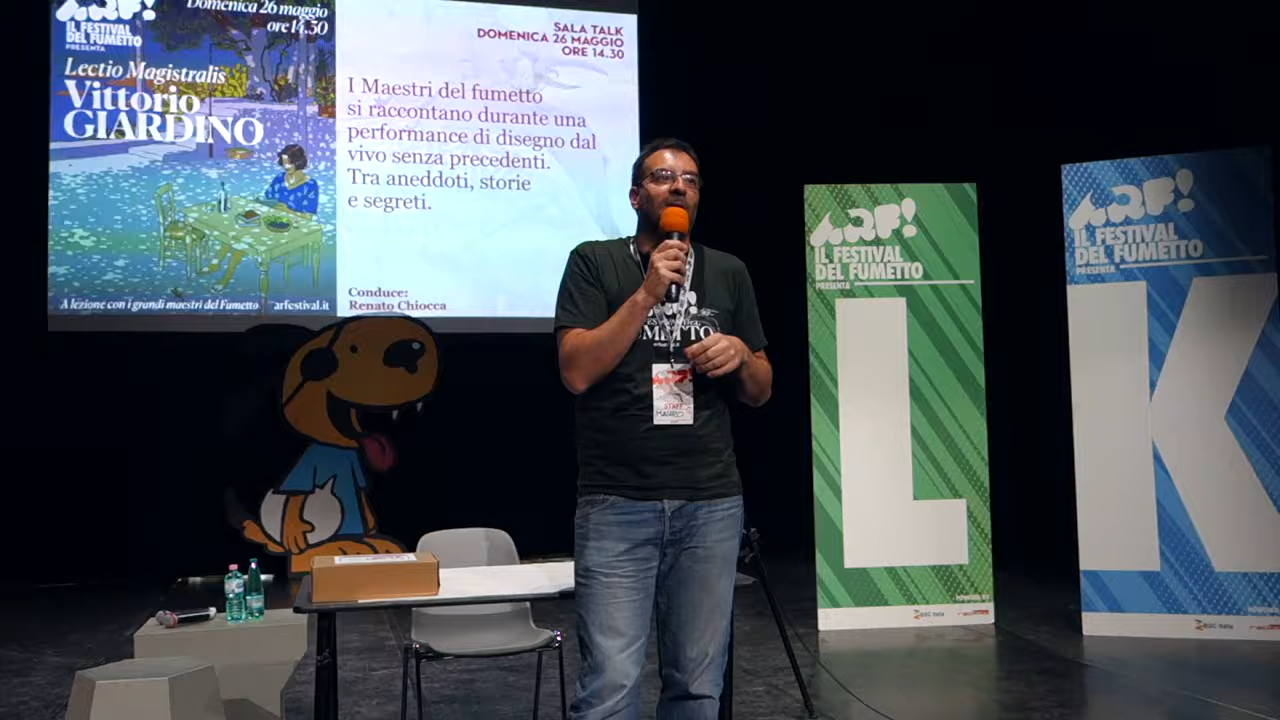 ARF!
IL FESTIVAL
DEL FUMETTO
PRESENTA
Domenica 26 maggio
ore 14.30
Lectio Magistralis
Vittorio
GIARDINO
A lezione con i grandi maestri del Fumetto
arfestival.it
SALA TALK
DOMENICA 26 MAGGIO
ORE 14.30
I Maestri del fumetto
si raccontano durante una
performance di disegno dal
vivo senza precedenti.
Tra aneddoti, storie
e segreti.
Conduce:
Renato Chiocca
STAFF
ARF!
IL FESTIVAL
DEL FUMETTO
PRESENTA
L
ARF!
IL FESTIVAL
DEL FUMETTO
PRESENTA
K